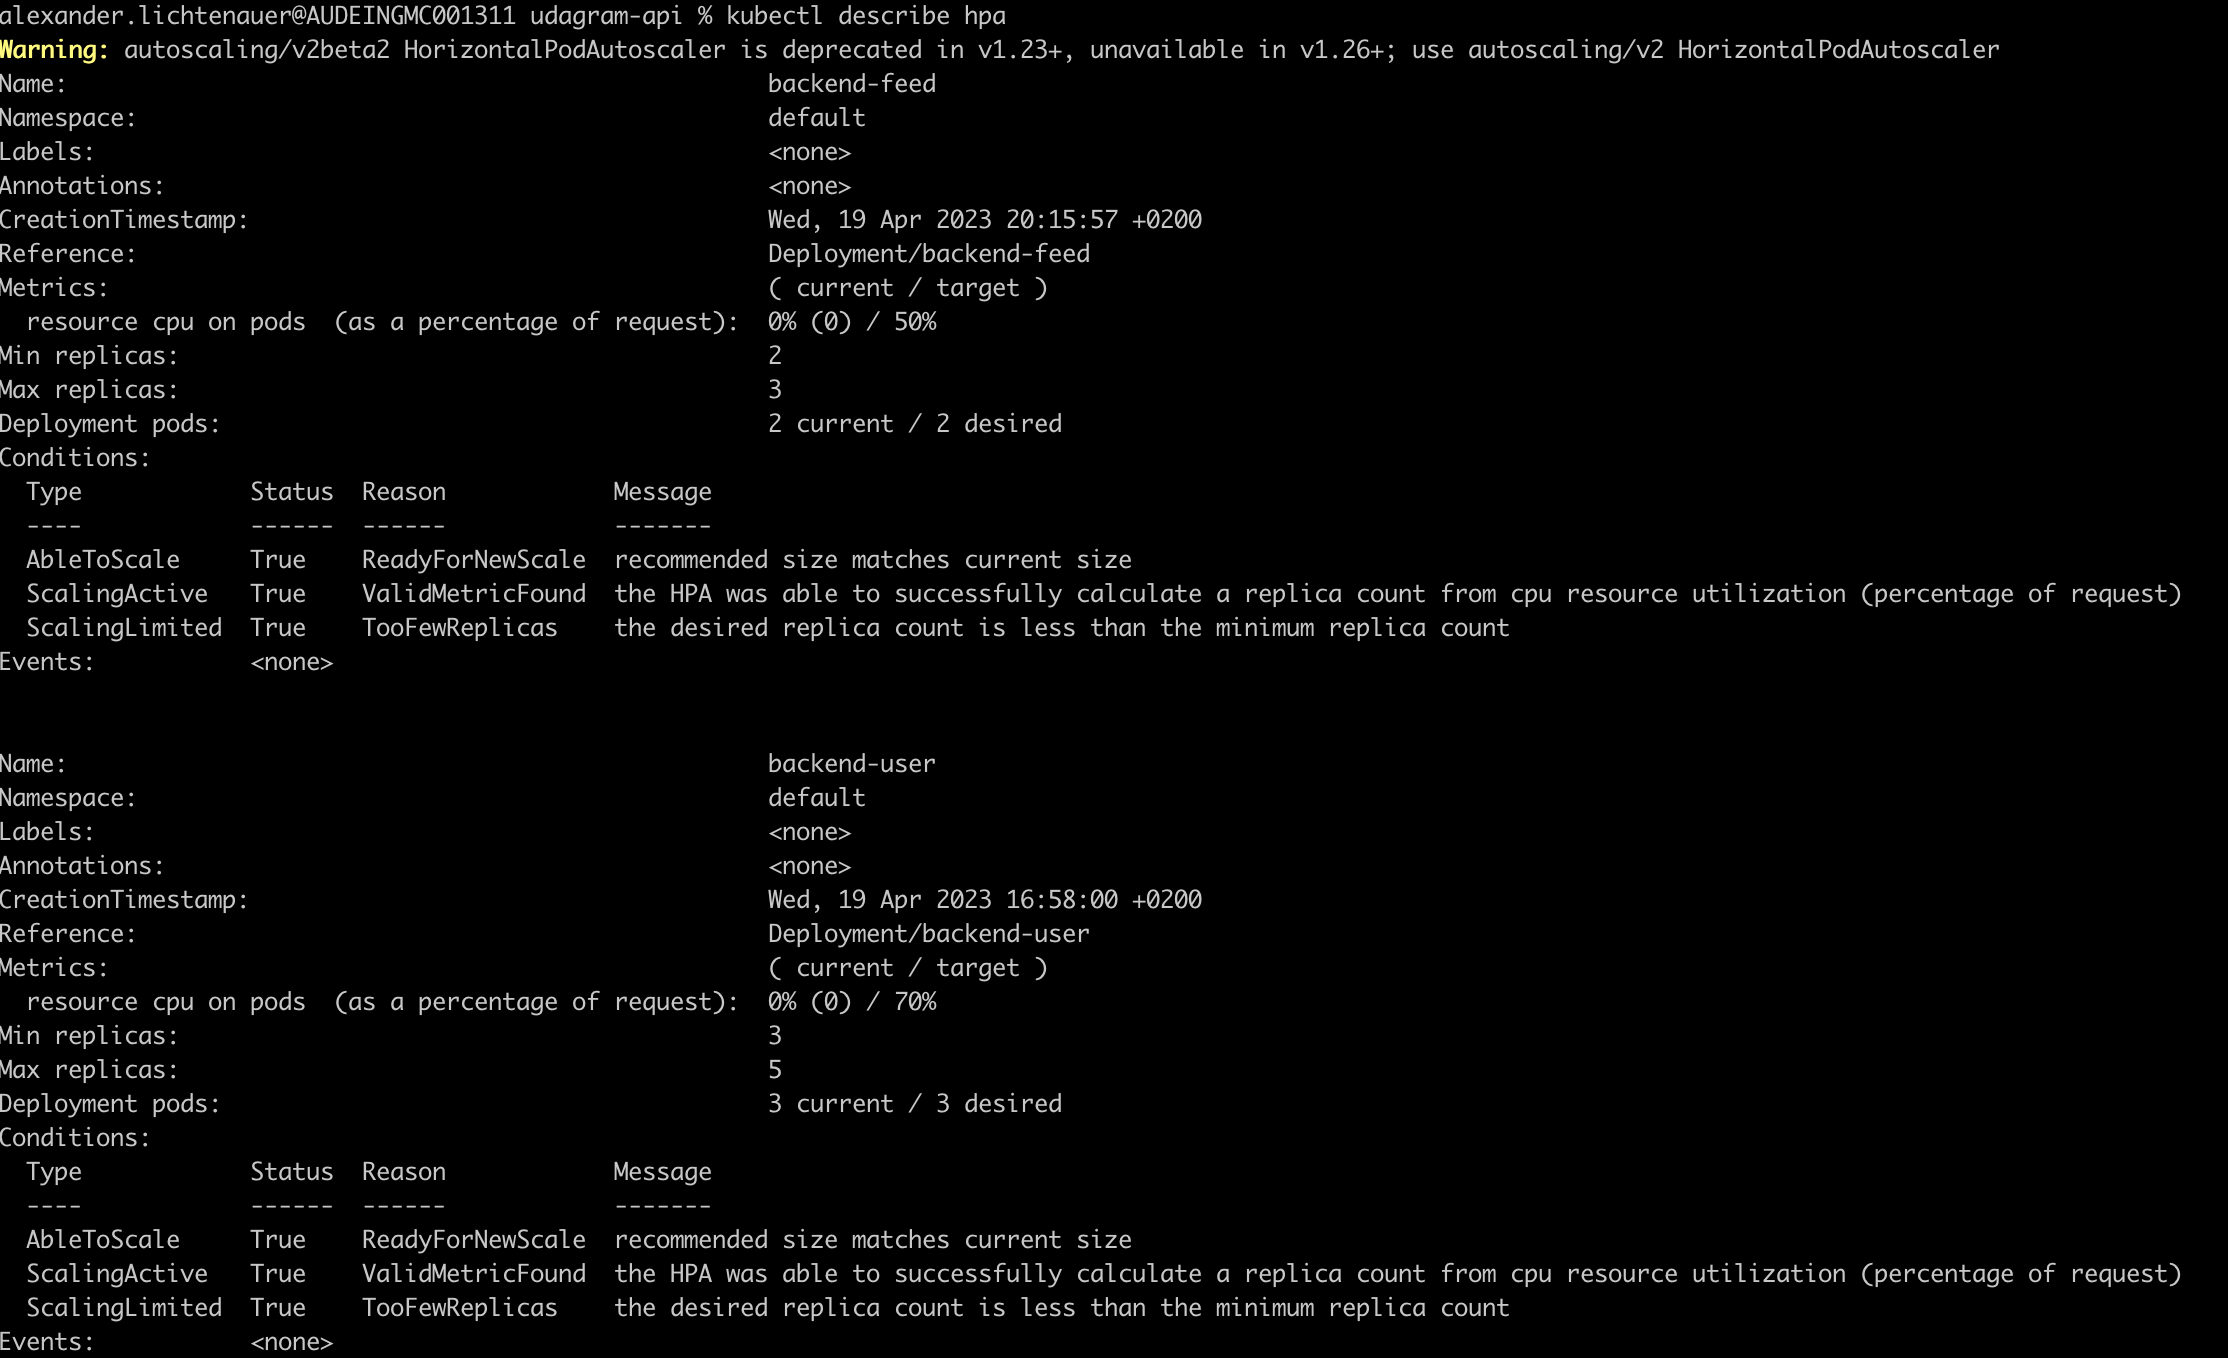 alexander.lichtenauer@AUDEINGMC001311 udagram-api % kubectl describe hpa
Warning: autoscaling/v2beta2 HorizontalPodAutoscaler is deprecated in v1.23+, unavailable in v1.26+; use autoscaling/v2 HorizontalPodAutoscaler
Name:                                                  backend-feed
Namespace:                                             default
Labels:                                                <none>
Annotations:                                           <none>
CreationTimestamp:                                     Wed, 19 Apr 2023 20:15:57 +0200
Reference:                                             Deployment/backend-feed
Metrics:                                               ( current / target )
  resource cpu on pods  (as a percentage of request):  0% (0) / 50%
Min replicas:                                          2
Max replicas:                                          3
Deployment pods:                                       2 current / 2 desired
Conditions:
  Type            Status  Reason            Message
  ----            ------  ------            -------
  AbleToScale     True    ReadyForNewScale  recommended size matches current size
  ScalingActive   True    ValidMetricFound  the HPA was able to successfully calculate a replica count from cpu resource utilization (percentage of request)
  ScalingLimited  True    TooFewReplicas    the desired replica count is less than the minimum replica count
Events:           <none>
Name:                                                  backend-user
Namespace:                                             default
Labels:                                                <none>
Annotations:                                           <none>
CreationTimestamp:                                     Wed, 19 Apr 2023 16:58:00 +0200
Reference:                                             Deployment/backend-user
Metrics:                                               ( current / target )
  resource cpu on pods  (as a percentage of request):  0% (0) / 70%
Min replicas:                                          3
Max replicas:                                          5
Deployment pods:                                       3 current / 3 desired
Conditions:
  Type            Status  Reason            Message
  ----            ------  ------            -------
  AbleToScale     True    ReadyForNewScale  recommended size matches current size
  ScalingActive   True    ValidMetricFound  the HPA was able to successfully calculate a replica count from cpu resource utilization (percentage of request)
  ScalingLimited  True    TooFewReplicas    the desired replica count is less than the minimum replica count
Events:           <none>